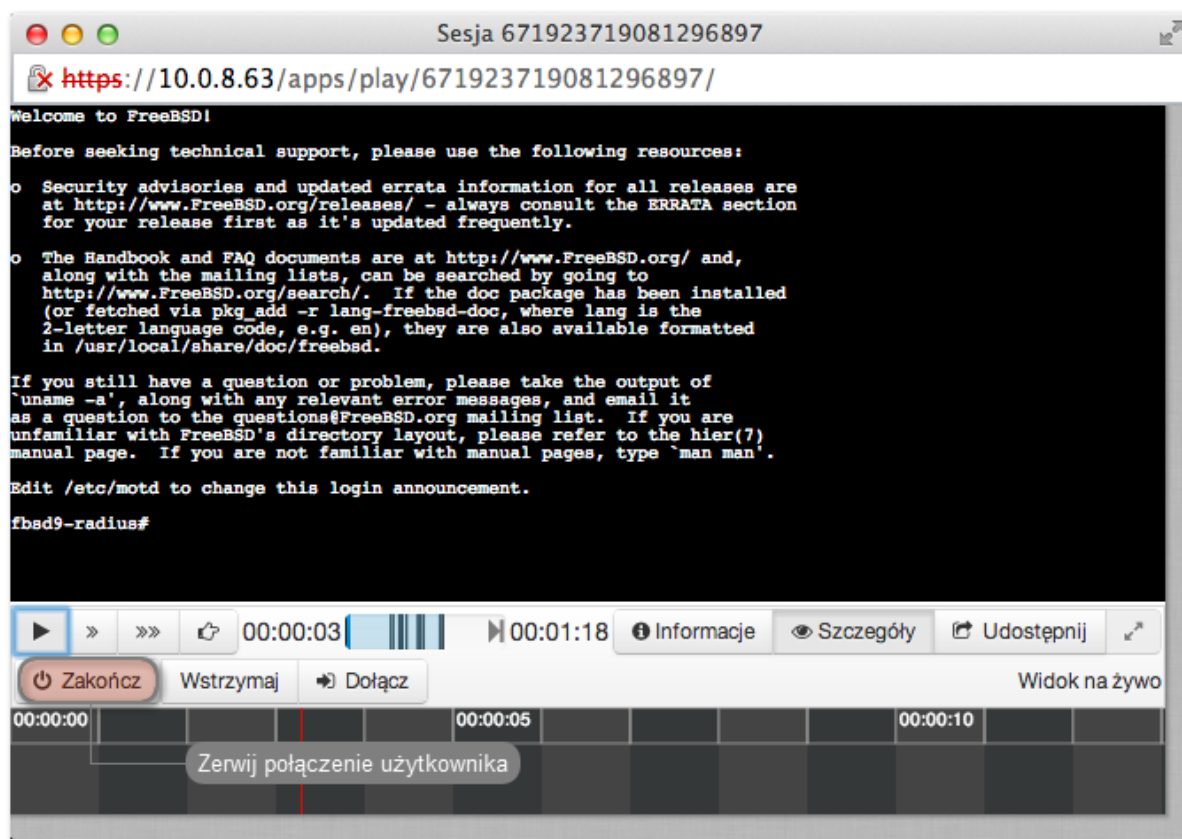 Sesja 671923719081296897
https://10.0.8.63/apps/play/671923719081296897/
Welcome to FreeBSD!
Before seeking technical support, please use the following resources:
o  Security advisories and updated errata information for all releases are
at http://www.FreeBSD.org/releases/ - always consult the ERRATA section
for your release first as it's updated frequently.
o  The Handbook and FAQ documents are at http://www.FreeBSD.org/ and,
along with the mailing lists, can be searched by going to
http://www.FreeBSD.org/search/.  If the doc package has been installed
(or fetched via pkg_add -r lang-freebsd-doc, where lang is the
2-letter language code, e.g. en), they are also available formatted
in /usr/local/share/doc/freebsd.
If you still have a question or problem, please take the output of
`uname -a', along with any relevant error messages, and email it
as a question to the questions@FreeBSD.org mailing list.  If you are
unfamiliar with FreeBSD's directory layout, please refer to the hier(7)
manual page.  If you are not familiar with manual pages, type `man man'.
Edit /etc/motd to change this login announcement.
fbsd9-radius#
00:00:03 00:01:18 Informacje Szczegóły Udostępnij
Zakończ Wstrzymaj Dołącz Widok na żywo
00:00:00 00:00:05 00:00:10
Zerwij połączenie użytkownika